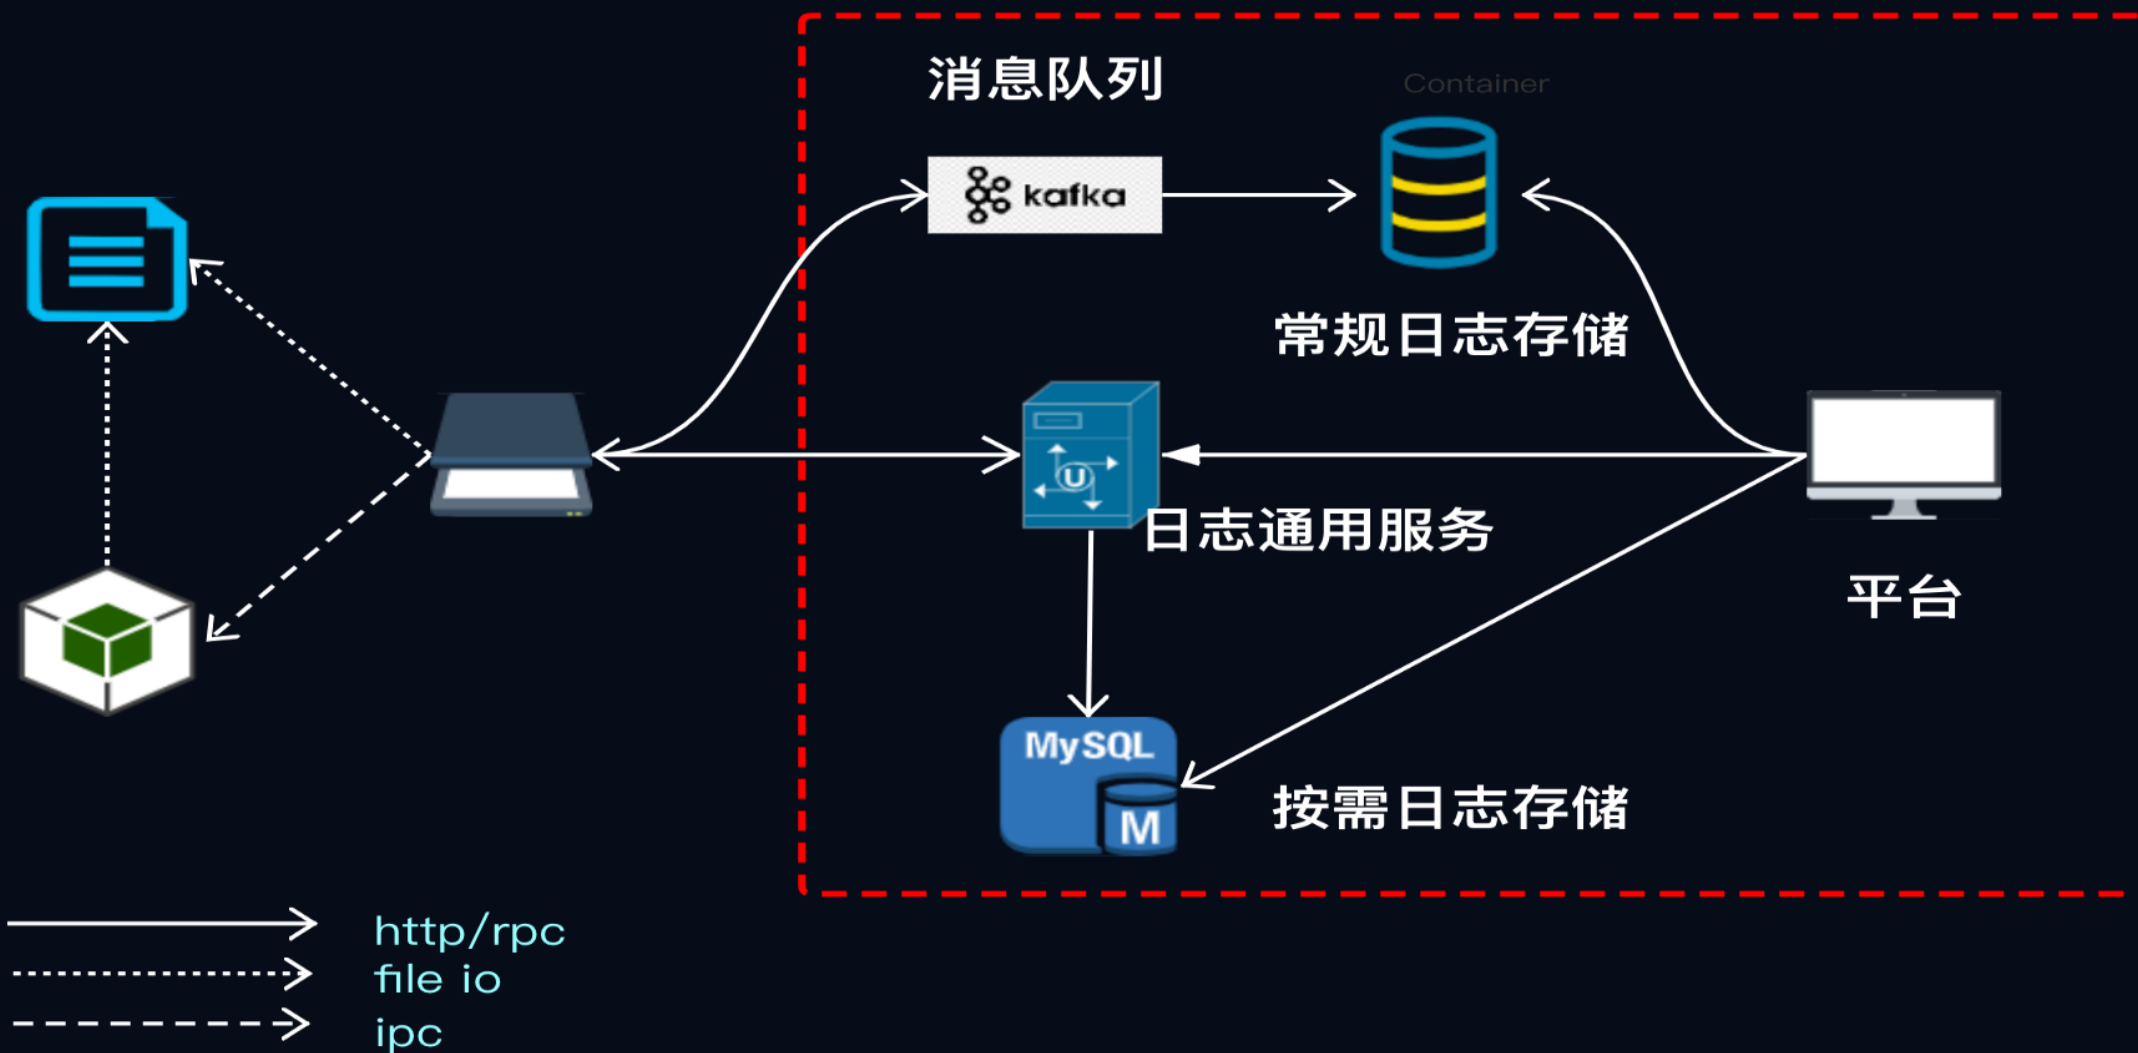 消息队列
Container
kafka
常规日志存储
U
日志通用服务
平台
MySQL
M
按需日志存储
http/rpc
file io
ipc